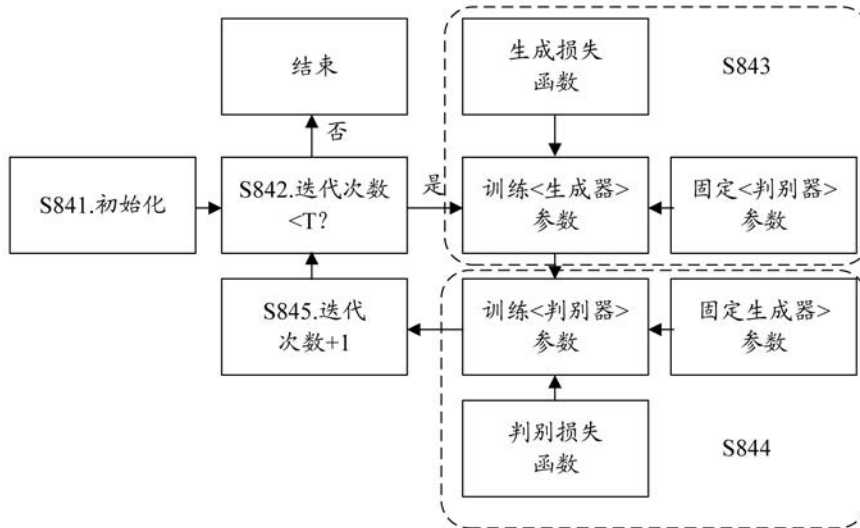 结束
生成损失
函数
S843
否
S841.初始化
S842.迭代次数
<T?
是
训练<生成器>
参数
固定<判别器>
参数
S845.迭代
次数+1
训练<判别器>
参数
固定生成器>
参数
判别损失
函数
S844